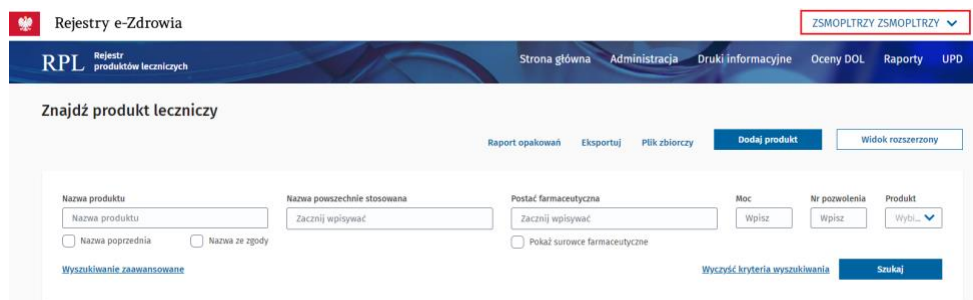 Rejestry e-Zdrowia
ZSMOPLTRZY ZSMOPLTRZY
RPL Rejestr produktów leczniczych
Strona główna Administracja Druki informacyjne Oceny DOL Raporty UPD
Znajdź produkt leczniczy
Raport opakowań Eksportuj Plik zbiorczy Dodaj produkt Widok rozszerzony
Nazwa produktu Nazwa powszechnie stosowana Postać farmaceutyczna Moc Nr pozwolenia Produkt
Nazwa produktu Zacznij wpisywać Zacznij wpisywać Wpisz Wpisz Wybi...
Nazwa poprzednia Nazwa ze zgody Pokaż surowce farmaceutyczne
Wyszukiwanie zaawansowane Wyczyść kryteria wyszukiwania Szukaj